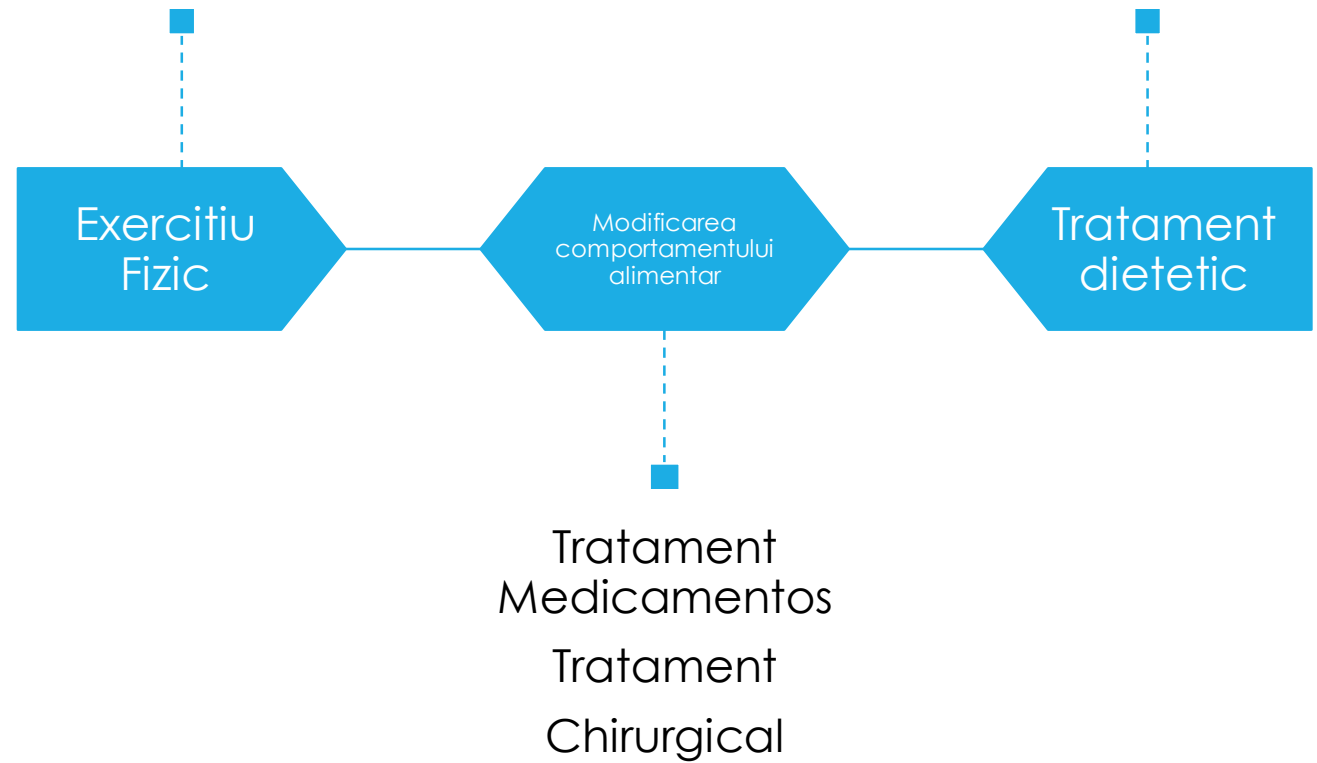 Exercitiu
Fizic
Modificarea
comportamentului
alimentar
Tratament
dietetic
Tratament
Medicamentos
Tratament
Chirurgical